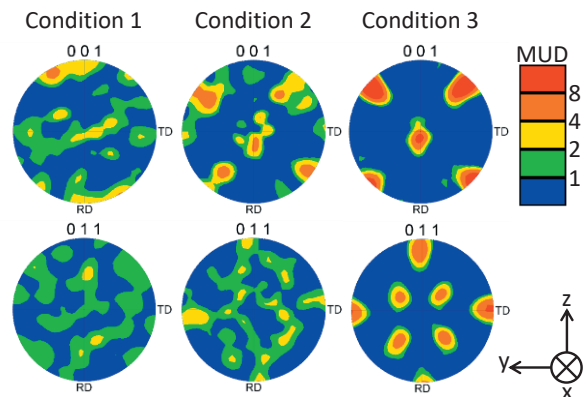 Condition 1 Condition 2 Condition 3
0 0 1 0 0 1 0 0 1 MUD
8
4
TD TD TD 2
1
RD RD RD
0 1 1 0 1 1 0 1 1
z
TD TD TD
y
RD RD RD x